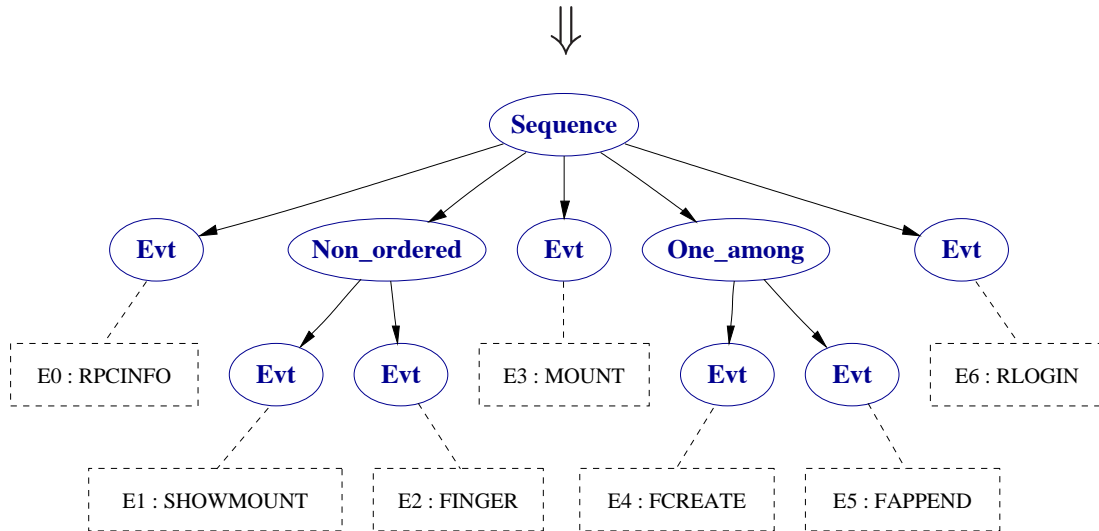 Sequence
Evt
Non_ordered
Evt
One_among
Evt
E0 : RPCINFO
Evt
Evt
E3 : MOUNT
Evt
Evt
E6 : RLOGIN
E1 : SHOWMOUNT
E2 : FINGER
E4 : FCREATE
E5 : FAPPEND